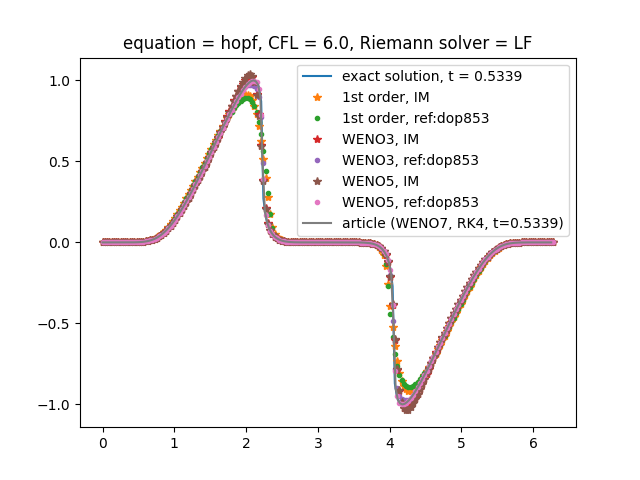 equation = hopf, CFL = 6.0, Riemann solver = LF
exact solution, t = 0.5339
1st order, IM
1st order, ref:dop853
WENO3, IM
WENO3, ref:dop853
WENO5, IM
WENO5, ref:dop853
article (WENO7, RK4, t=0.5339)
1.0
0.5
0.0
−0.5
−1.0
0 1 2 3 4 5 6